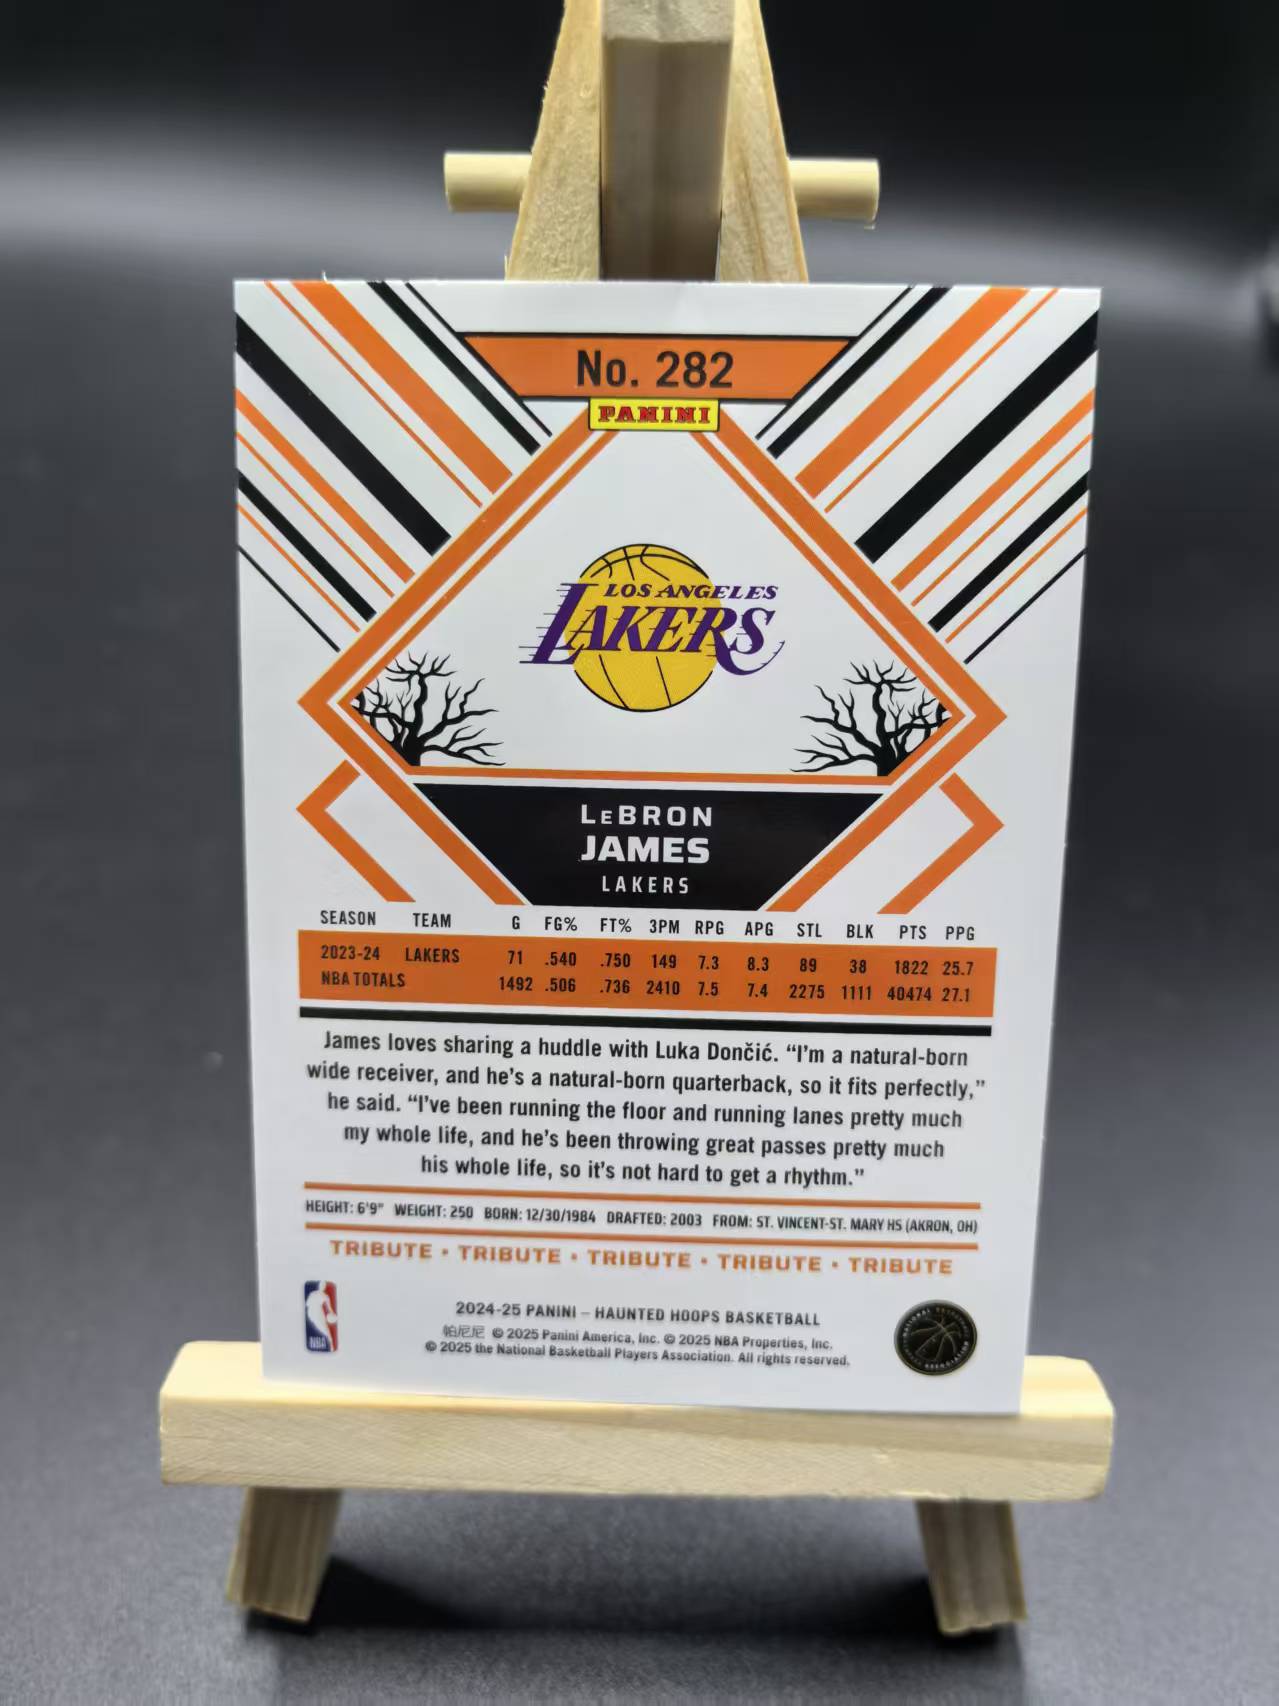 No. 282
PANINI
LOS ANGELES
LAKERS
LeBRON
JAMES
LAKERS
SEASON TEAM G FG% FT% 3PM RPG APG STL BLK PTS PPG
2023-24 LAKERS 71 .540 .750 149 7.3 8.3 89 38 1822 25.7
NBA TOTALS 1492 .506 .736 2410 7.5 7.4 2275 1111 40474 27.1
James loves sharing a huddle with Luka Dončić. “I’m a natural-born
wide receiver, and he’s a natural-born quarterback, so it fits perfectly,”
he said. “I’ve been running the floor and running lanes pretty much
my whole life, and he’s been throwing great passes pretty much
his whole life, so it’s not hard to get a rhythm.”
HEIGHT: 6'9" WEIGHT: 250 BORN: 12/30/1984 DRAFTED: 2003 FROM: ST. VINCENT-ST. MARY HS (AKRON, OH)
TRIBUTE • TRIBUTE • TRIBUTE • TRIBUTE • TRIBUTE
2024-25 PANINI – HAUNTED HOOPS BASKETBALL
帕尼尼 © 2025 Panini America, Inc. © 2025 NBA Properties, Inc.
© 2025 the National Basketball Players Association. All rights reserved.
NBA